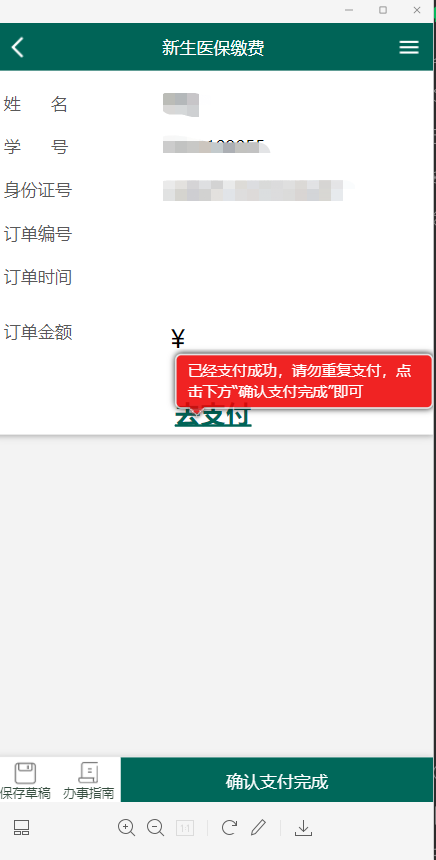 新生医保缴费
姓 名
学 号
身份证号
订单编号
订单时间
订单金额 ¥
已经支付成功，请勿重复支付，点
击下方“确认支付完成”即可
去支付
保存草稿 办事指南 确认支付完成
1:1